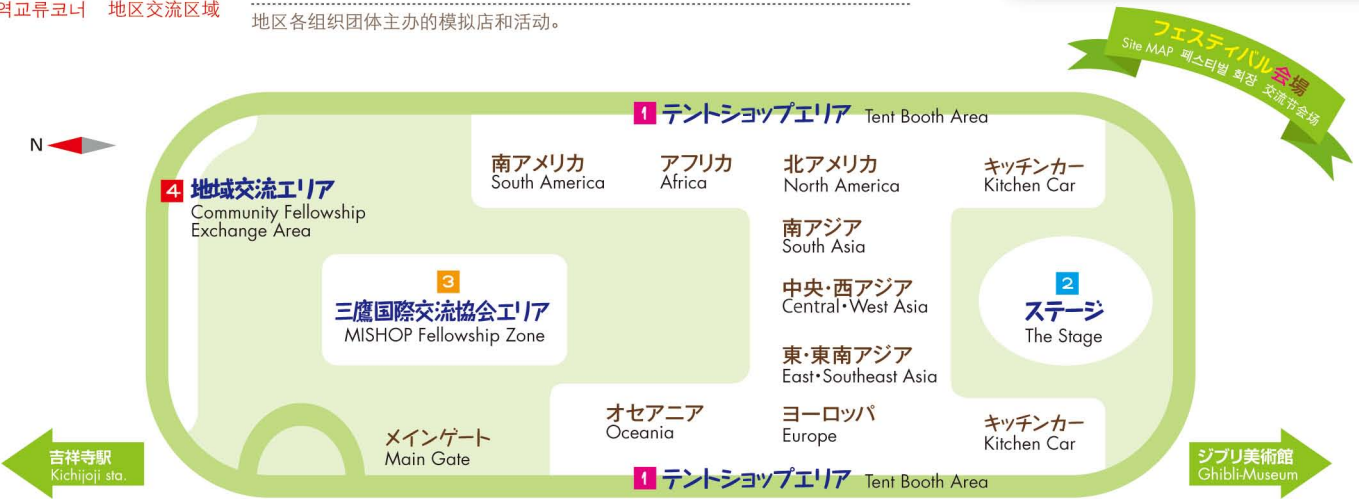 역교류코너 地区交流区域
地区各组织团体主办的模拟店和活动。
フェスティバル会場
Site MAP 페스티벌 회장 交流节会场
N
1 テントショップエリア Tent Booth Area
南アメリカ
South America
アフリカ
Africa
北アメリカ
North America
キッチンカー
Kitchen Car
4 地域交流エリア
Community Fellowship
Exchange Area
南アジア
South Asia
3
三鷹国際交流協会エリア
MISHOP Fellowship Zone
中央・西アジア
Central・West Asia
2
ステージ
The Stage
東・東南アジア
East・Southeast Asia
オセアニア
Oceania
ヨーロッパ
Europe
キッチンカー
Kitchen Car
メインゲート
Main Gate
吉祥寺駅
Kichijoji sta.
1 テントショップエリア Tent Booth Area
ジブリ美術館
Ghibli-Museum